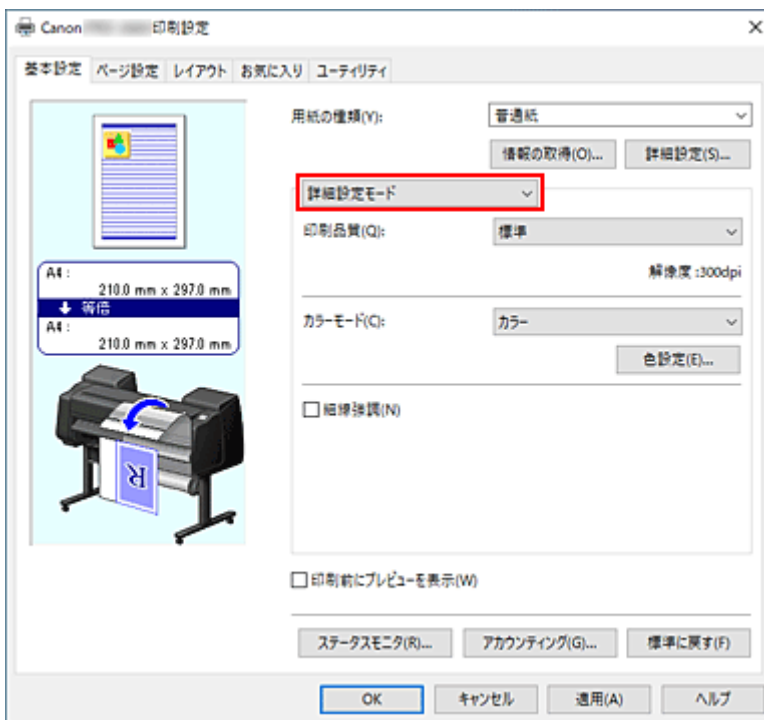 Canon 印刷設定
基本設定 ページ設定 レイアウト お気に入り ユーティリティ
用紙の種類(Y): 普通紙
情報の取得(O)... 詳細設定(S)...
詳細設定モード
印刷品質(Q): 標準
解像度 :300dpi
A4 :
210.0 mm x 297.0 mm
等倍
A4 :
210.0 mm x 297.0 mm
カラーモード(C): カラー
色設定(E)...
細線強調(N)
R
印刷前にプレビューを表示(W)
ステータスモニタ(R)... アカウンティング(G)... 標準に戻す(F)
OK キャンセル 適用(A) ヘルプ